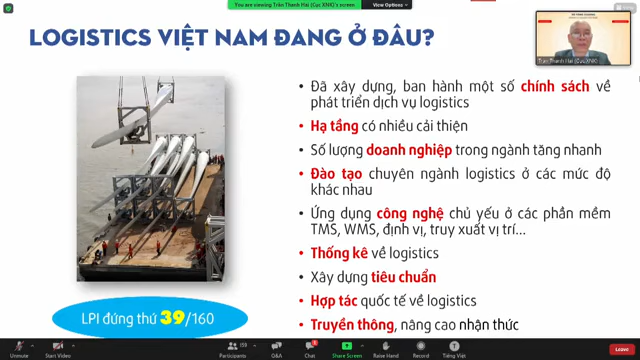 You are viewing Trần Thanh Hải (Cục XNK)'s screen
View Options
LOGISTICS VIỆT NAM ĐANG Ở ĐÂU?
Trần Thanh Hải (Cục XNK)
• Đã xây dựng, ban hành một số chính sách về
phát triển dịch vụ logistics
• Hạ tầng có nhiều cải thiện
• Số lượng doanh nghiệp trong ngành tăng nhanh
• Đào tạo chuyên ngành logistics ở các mức độ
khác nhau
• Ứng dụng công nghệ chủ yếu ở các phần mềm
TMS, WMS, định vị, truy xuất vị trí...
• Thống kê về logistics
• Xây dựng tiêu chuẩn
• Hợp tác quốc tế về logistics
• Truyền thông, nâng cao nhận thức
LPI đứng thứ 39/160
Unmute
Start Video
Participants
159
Q&A
Chat
Share Screen
Raise Hand
Record
Tiếng Việt
Leave